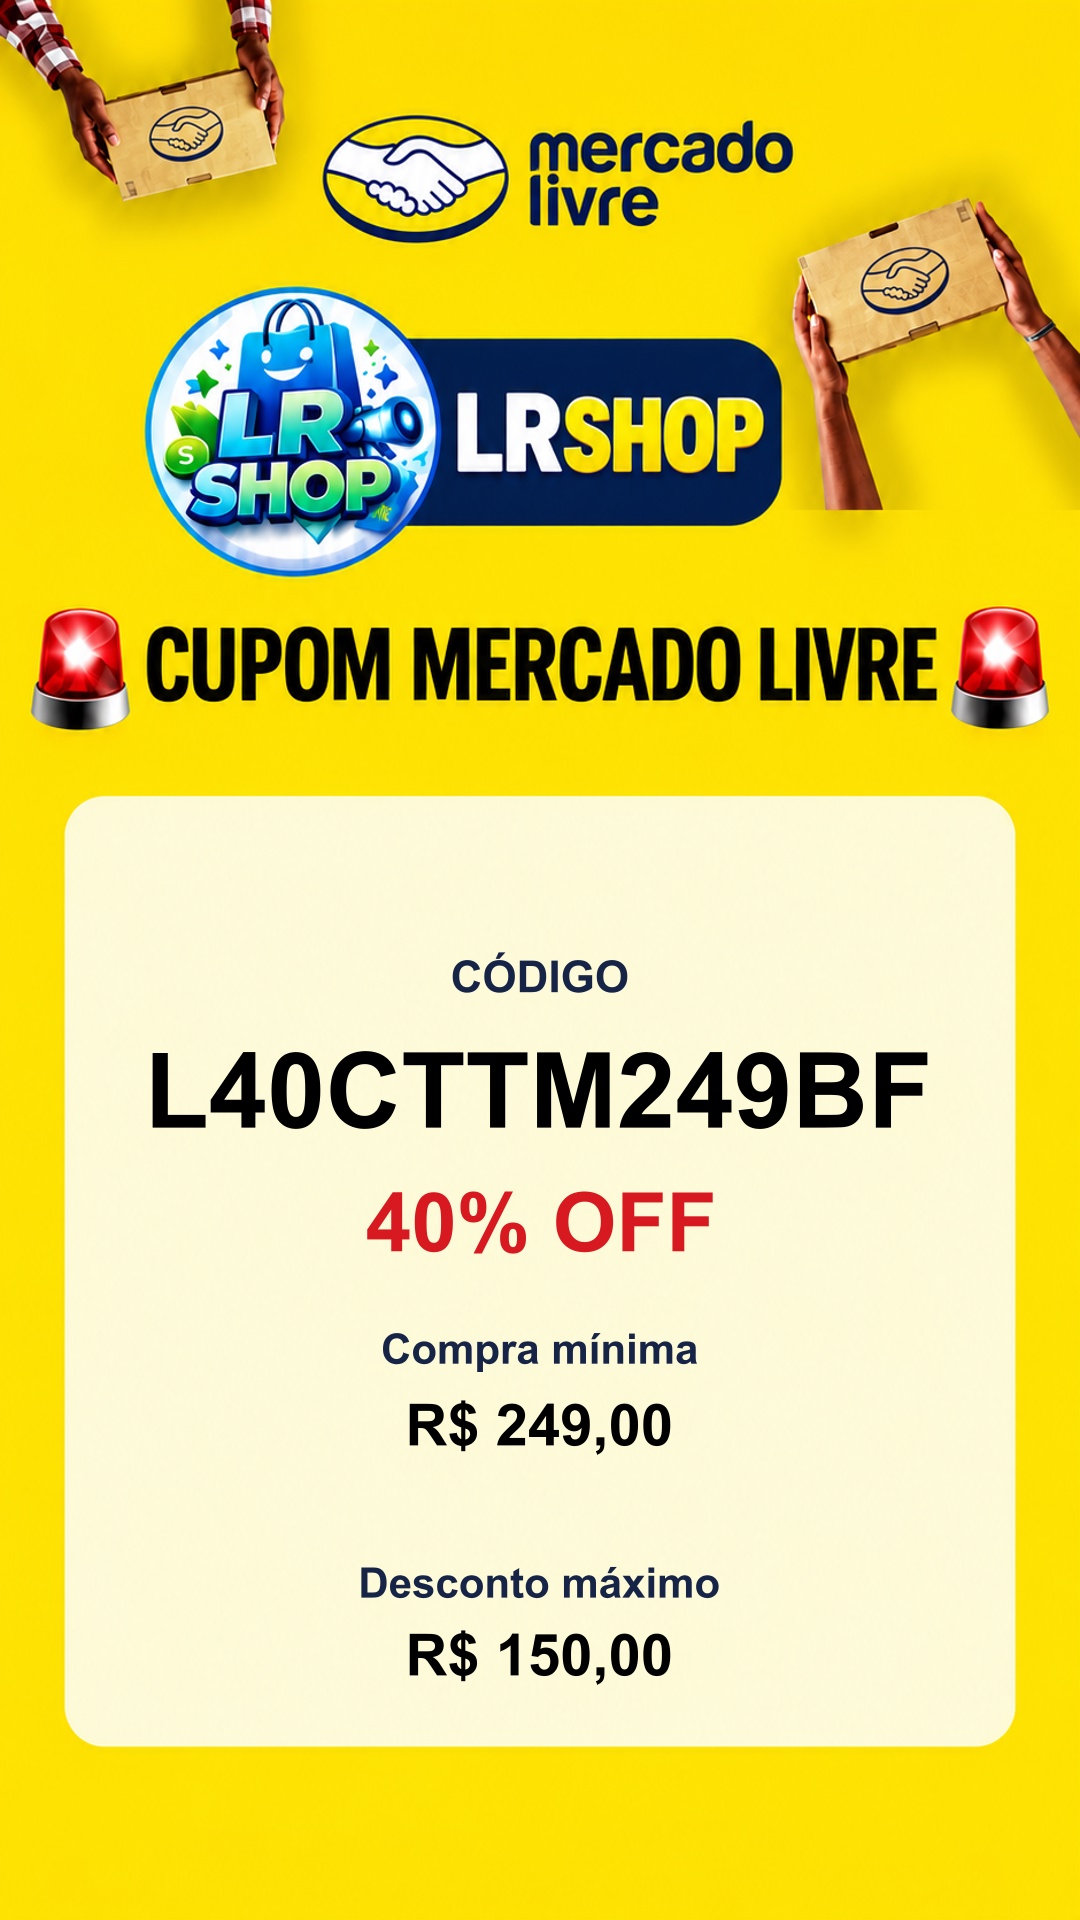 mercado
livre
LR
SHOP
LRSHOP
CUPOM MERCADO LIVRE
CÓDIGO
L40CTTM249BF
40% OFF
Compra mínima
R$ 249,00
Desconto máximo
R$ 150,00